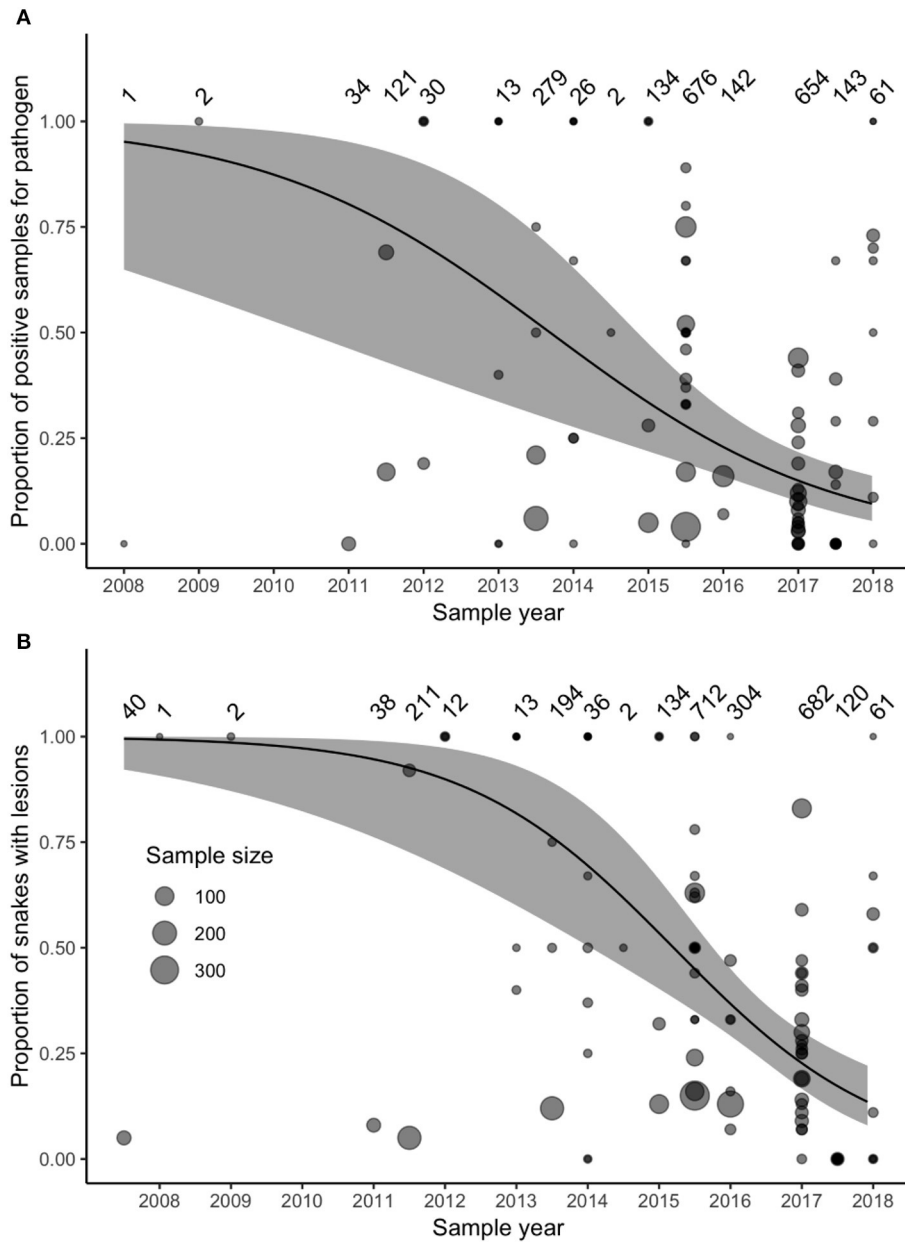 A
1 2 34 121 30 13 279 26 2 134 676 142 654 143 61
1.00
0.75
0.50
0.25
0.00
Proportion of positive samples for pathogen
2008 2009 2010 2011 2012 2013 2014 2015 2016 2017 2018
Sample year
B
40 1 2 38 211 12 13 194 36 2 134 712 304 682 120 61
1.00
0.75
0.50
0.25
0.00
Proportion of snakes with lesions
Sample size
100
200
300
2008 2009 2010 2011 2012 2013 2014 2015 2016 2017 2018
Sample year